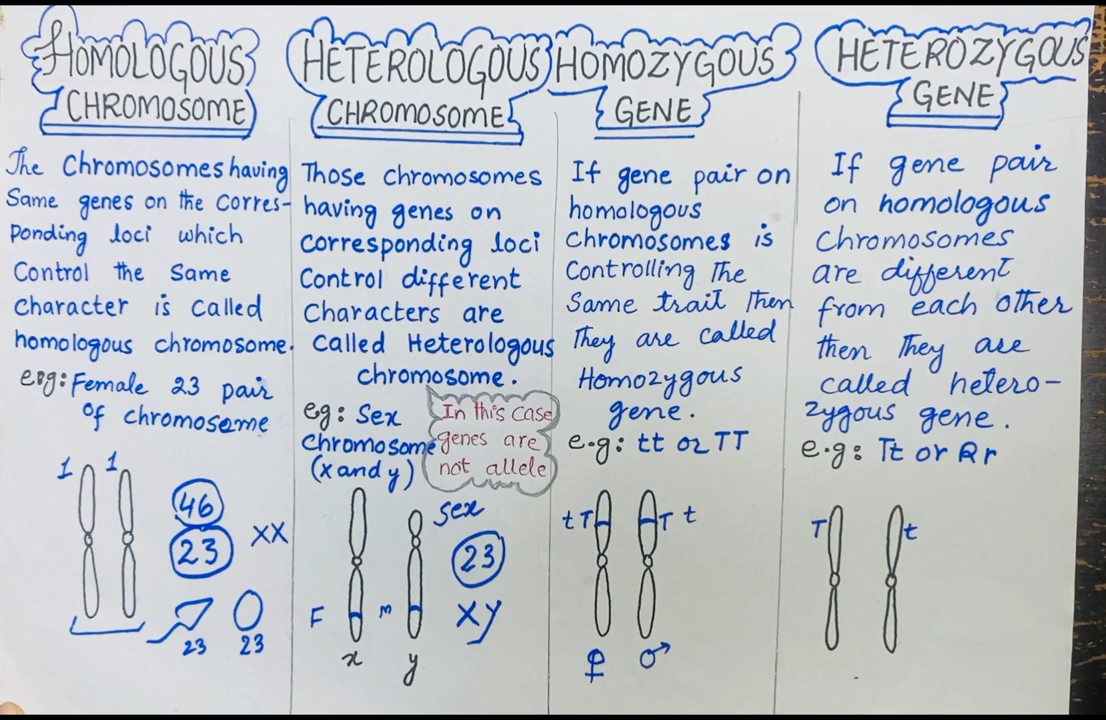 HOMOLOGOUS
CHROMOSOME
The Chromosomes having
Same genes on the corres-
ponding loci which
Control the Same
character is called
homologous chromosome.
e.g: Female 23 pair
of chromosome
1 1
46
23
XX
23 23
HETEROLOGOUS
CHROMOSOME
Those chromosomes
having genes on
corresponding loci
Control different
Characters are
Called Heterologous
chromosome.
eg: Sex
chromosome
(x and y)
In this case
genes are
not allele
Sex
23
F m
xy
x y
HOMOZYGOUS
GENE
If gene pair on
homologous
chromosomes is
Controlling The
Same trait Then
They are called
Homozygous
gene.
e.g: tt or TT
t T T t
♀ ♂
HETEROZYGOUS
GENE
If gene pair
on homologous
Chromosomes
are different
from each other
then They are
called hetero-
zygous gene.
e.g: Tt or Rr
T t